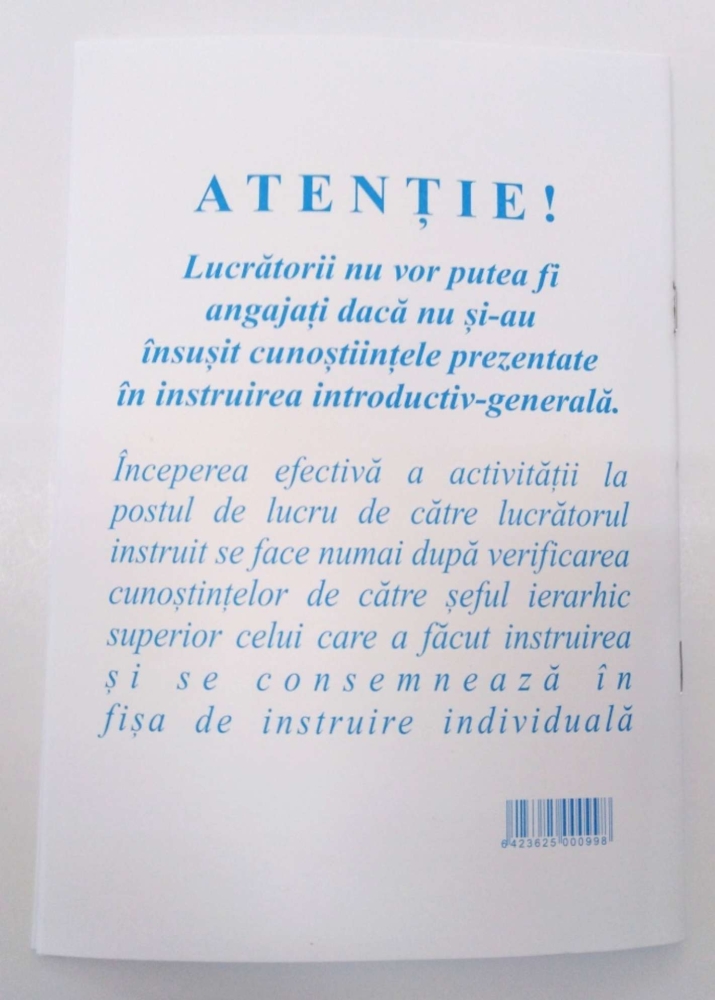 ATENȚIE!
Lucrătorii nu vor putea fi
angajați dacă nu și-au
însușit cunoștiințele prezentate
în instruirea introductiv-generală.
Începerea efectivă a activității la
postul de lucru de către lucrătorul
instruit se face numai după verificarea
cunoștințelor de către șeful ierarhic
superior celui care a făcut instruirea
și se consemnează în
fișa de instruire individuală
6423625000998